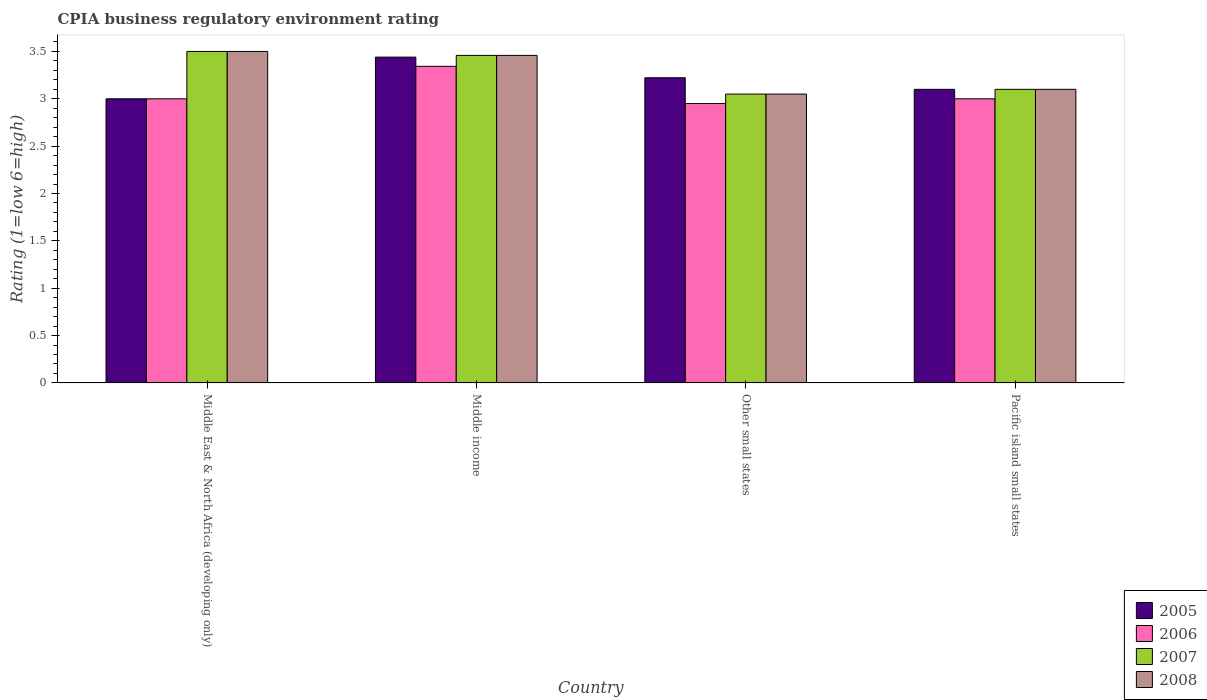 CPIA business regulatory environment rating
Rating (1=low 6=high)
3.5
3
2.5
2
1.5
1
0.5
0
Middle East & North Africa (developing only)
Middle income
Other small states
Pacific island small states
Country
2005
2006
2007
2008